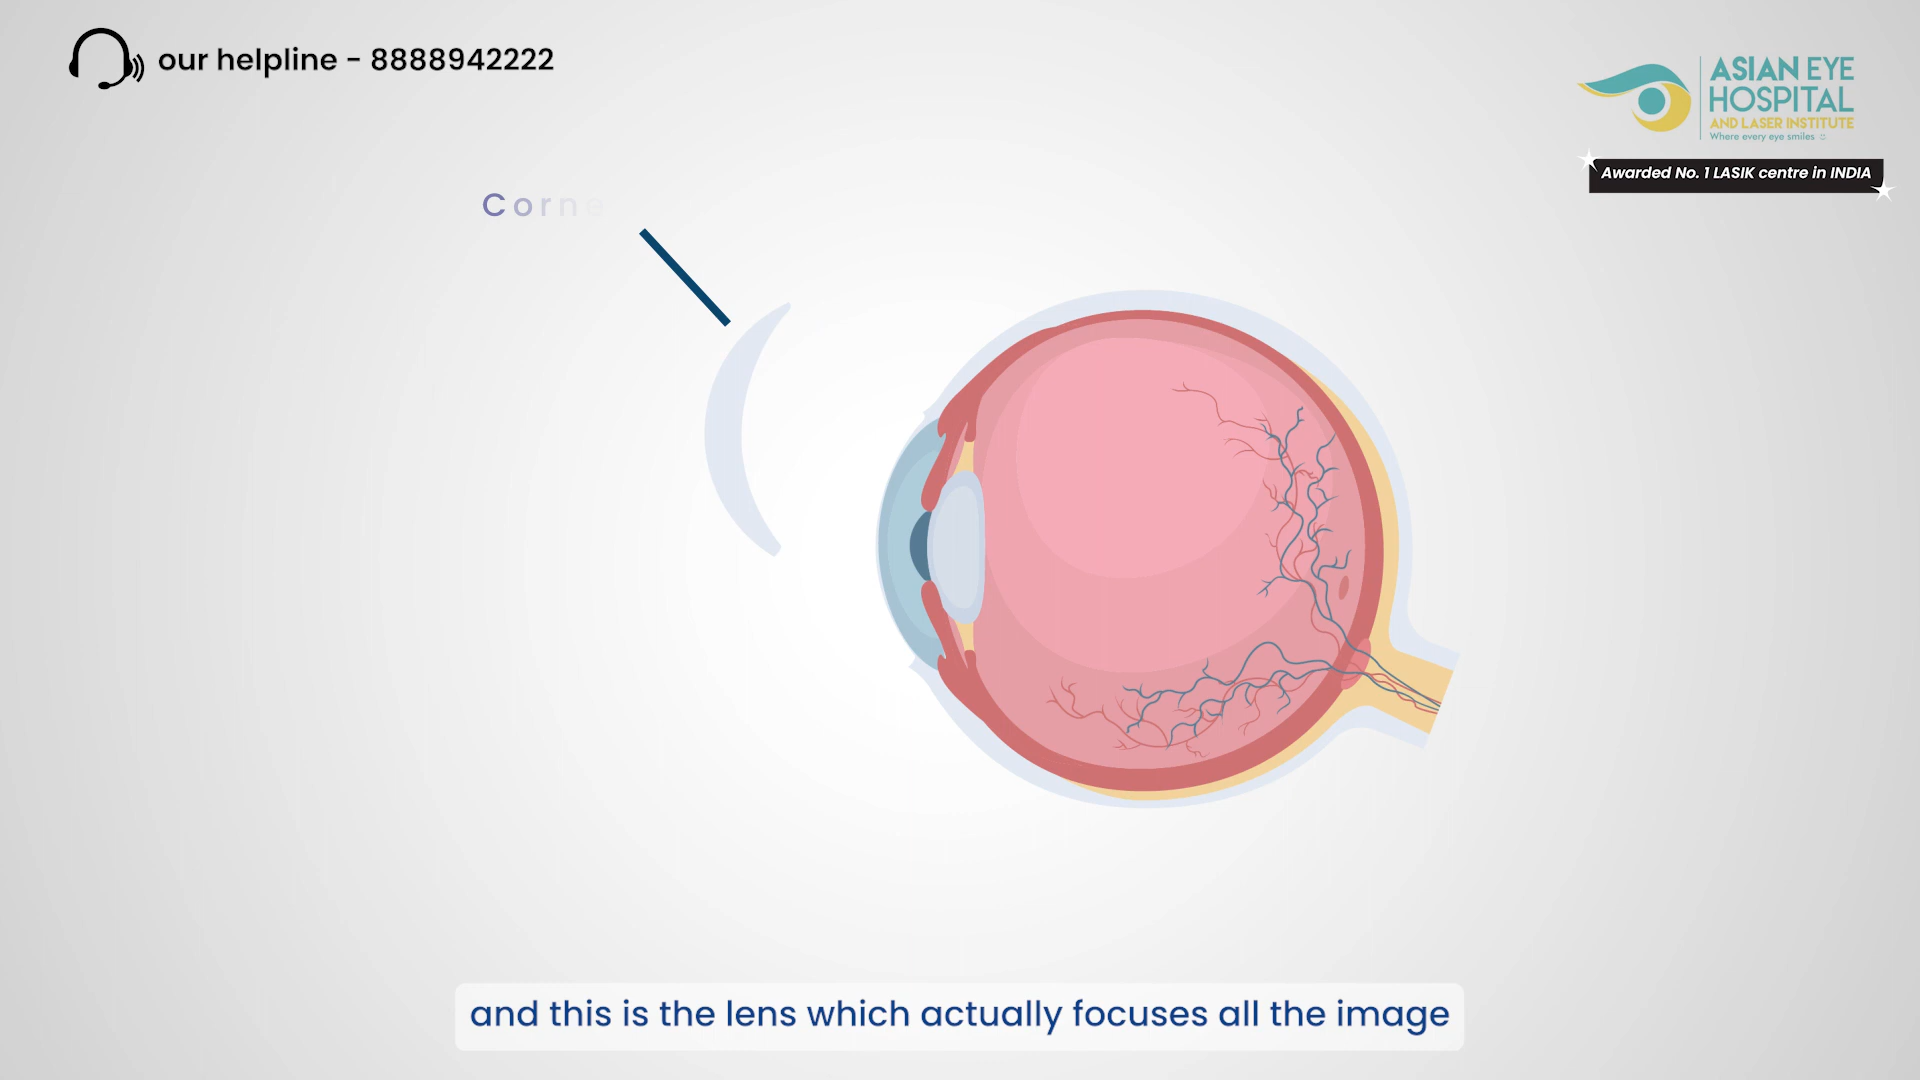 our helpline - 8888942222
ASIAN EYE
HOSPITAL
AND LASER INSTITUTE
Where every eye smiles
Awarded No. 1 LASIK centre in INDIA
Corne
and this is the lens which actually focuses all the image